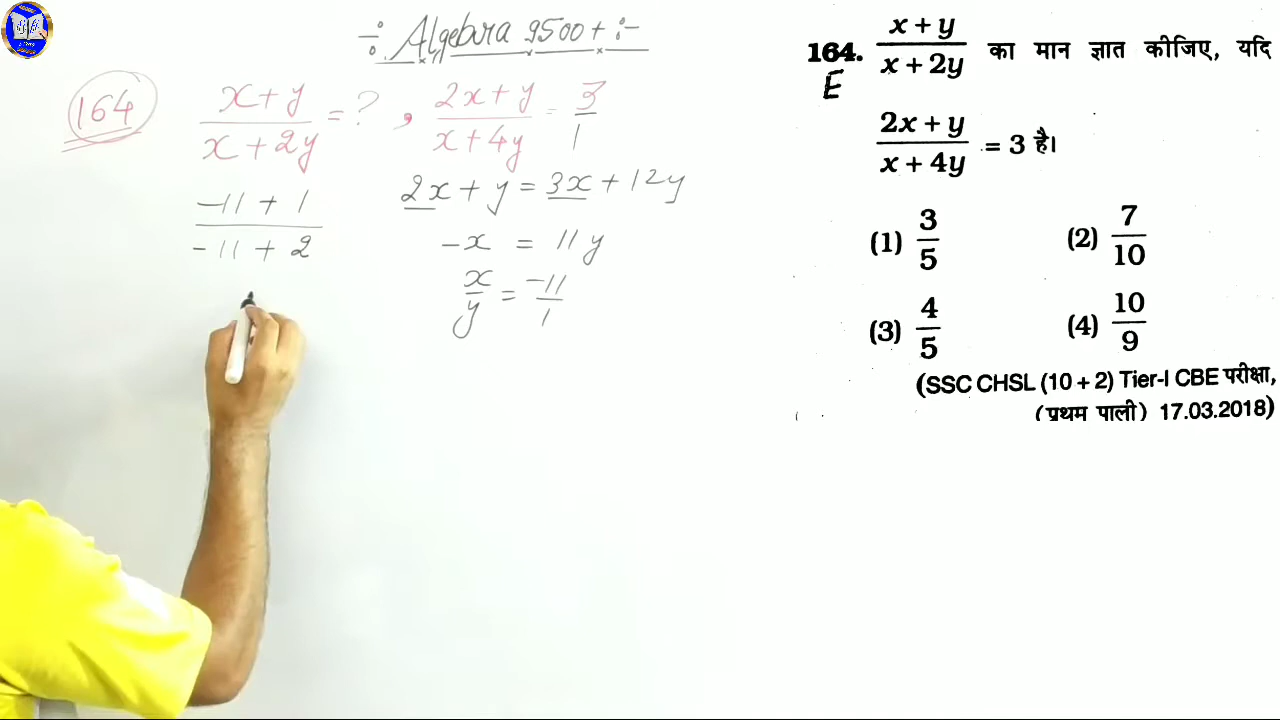 ÷ Algebra 9500+ :-
164 x+y/x+2y = ? , 2x+y/x+4y = 3/1
2x + y = 3x + 12y
-11 + 1/-11 + 2
-x = 11y
x/y = -11/1
164. x+y/x+2y का मान ज्ञात कीजिए, यदि
E
2x+y/x+4y = 3 है।
(1) 3/5 (2) 7/10
(3) 4/5 (4) 10/9
(SSC CHSL (10+2) Tier-I CBE परीक्षा,
(प्रथम पाली) 17.03.2018)